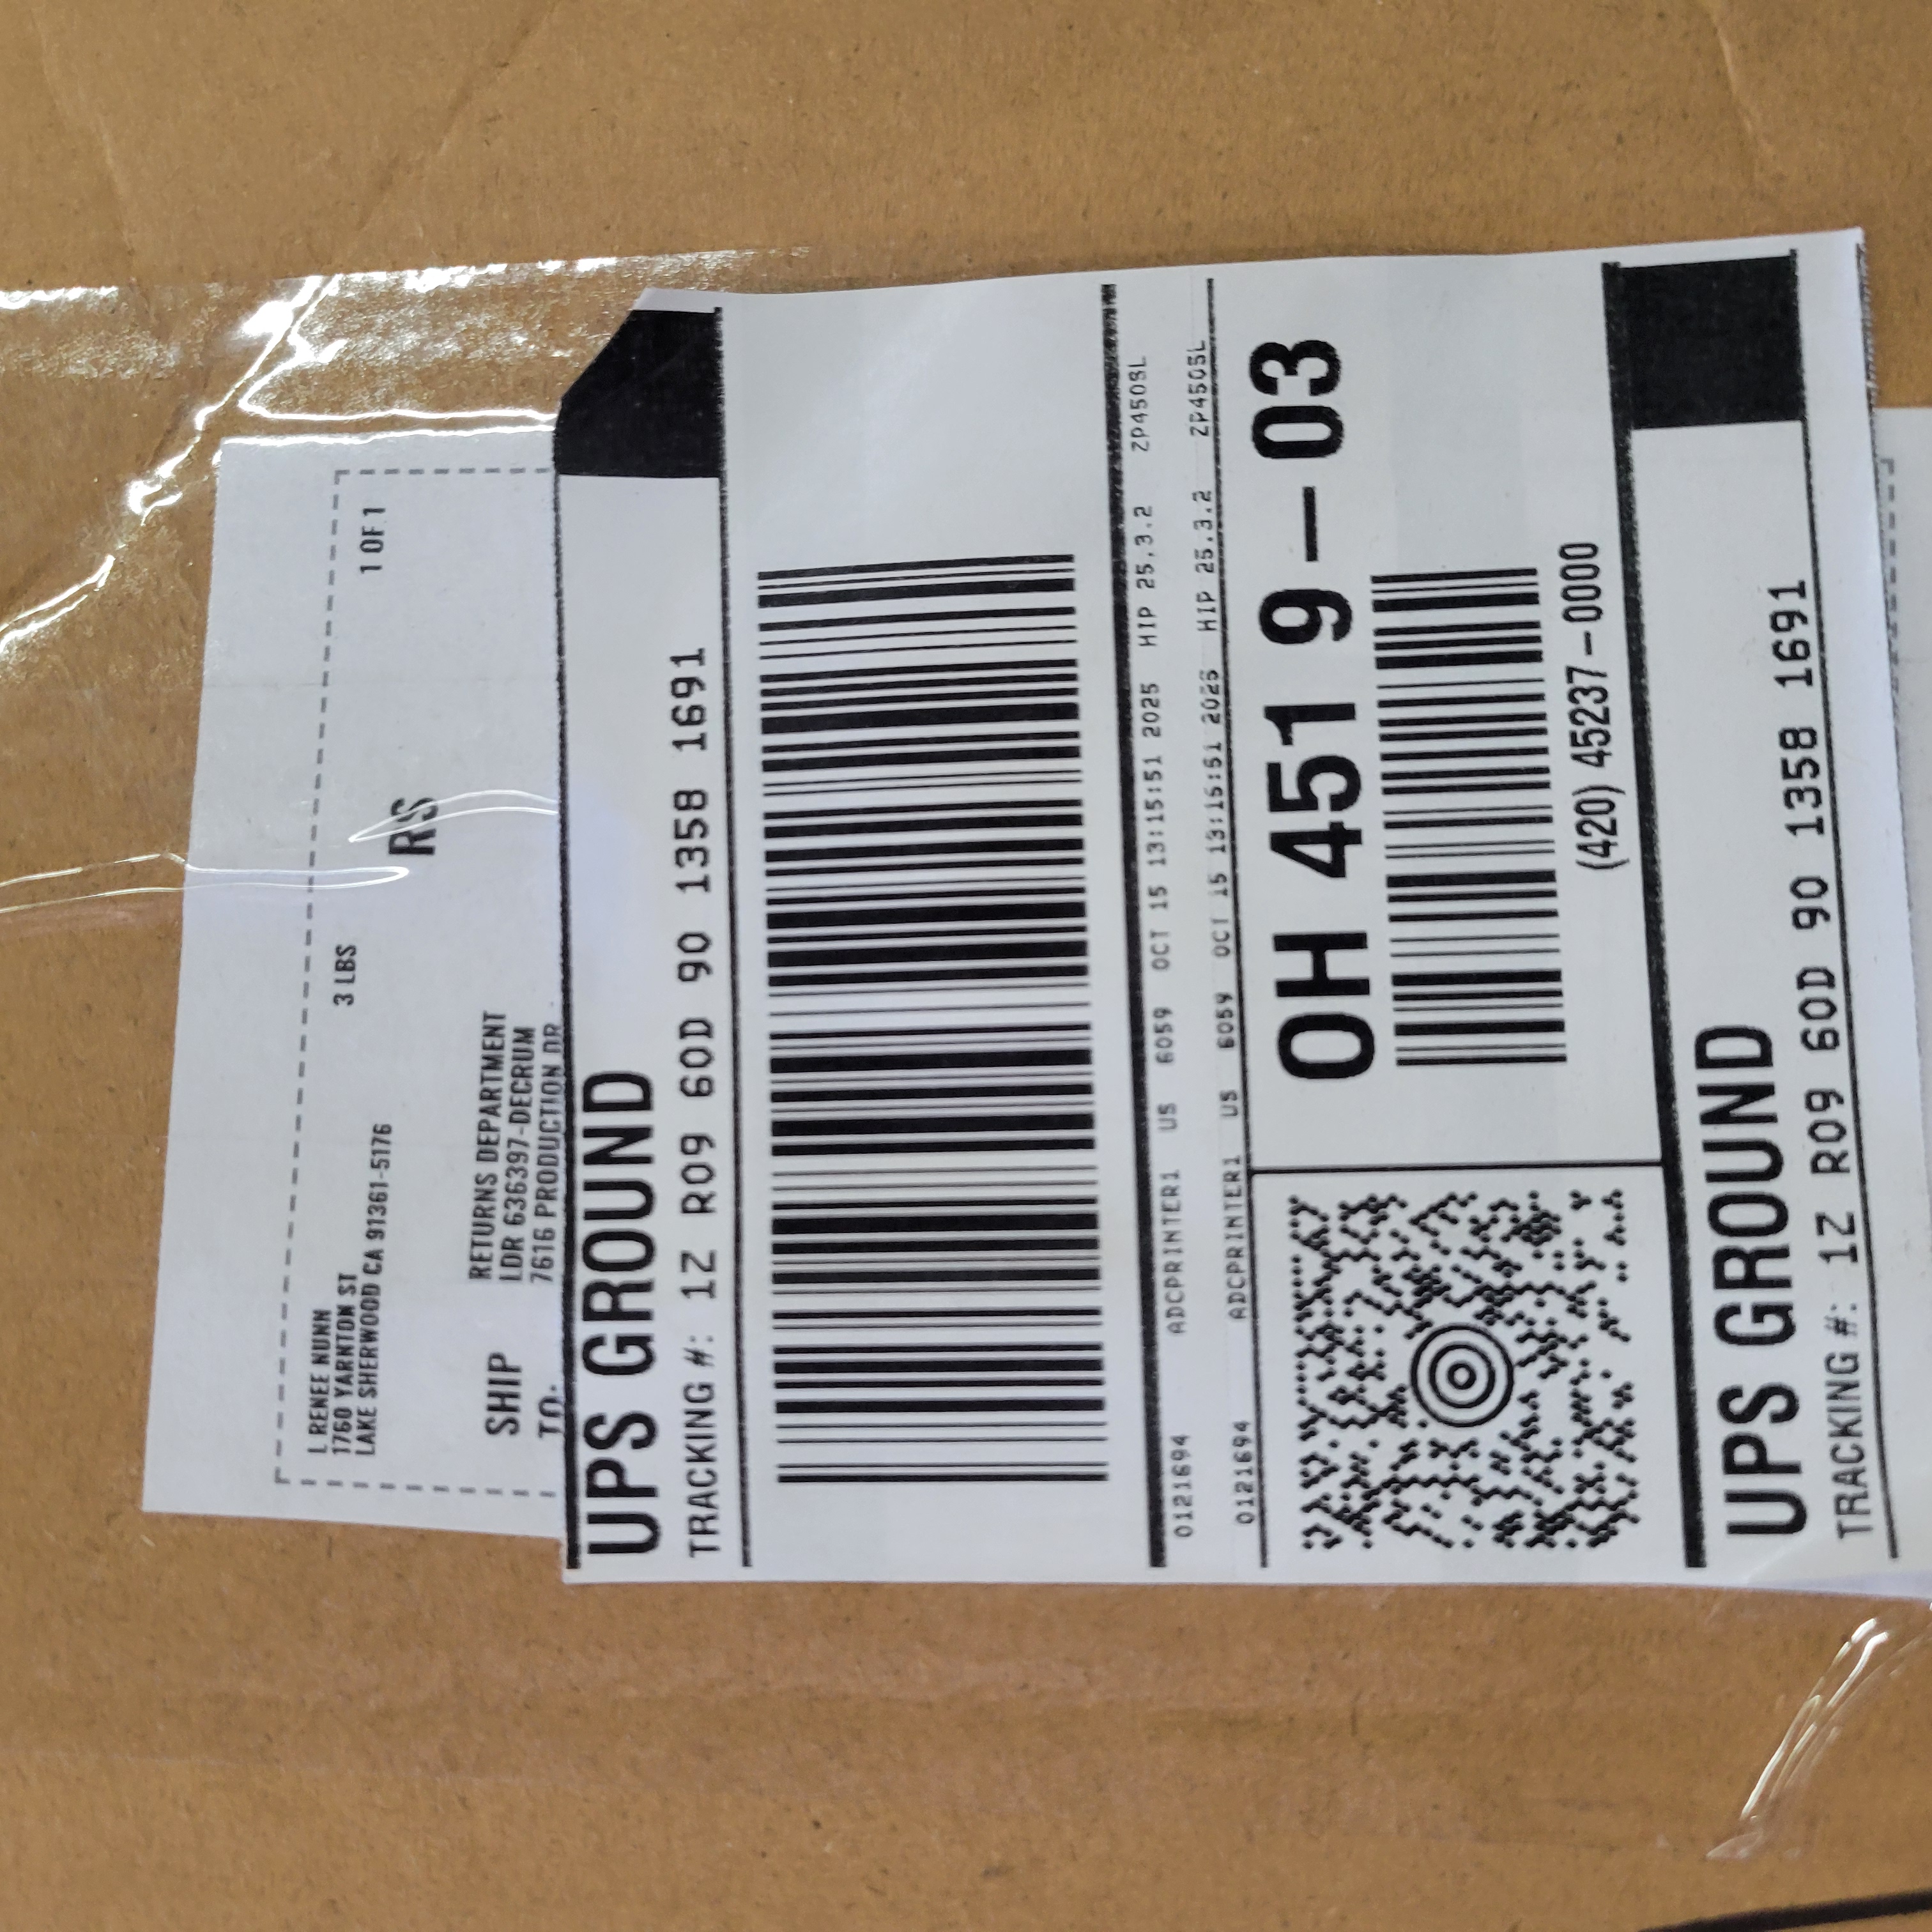 L RENEE NUNN
1760 YARNTON ST
LAKE SHERWOOD CA 91361-5176
3 LBS
1 OF 1
RS
SHIP
TO:
RETURNS DEPARTMENT
LDR 636397-DECRUM
7616 PRODUCTION DR
UPS GROUND
TRACKING #: 1Z R09 60D 90 1358 1691
0121694 ADCPRINTER1 US 6059 OCT 15 13:15:51 2025 HIP 25.3.2 ZP450SL
0121694 ADCPRINTER1 US 6059 OCT 15 13:15:51 2025 HIP 25.3.2 ZP450SL
OH 451 9-03
(420) 45237-0000
UPS GROUND
TRACKING #: 1Z R09 60D 90 1358 1691